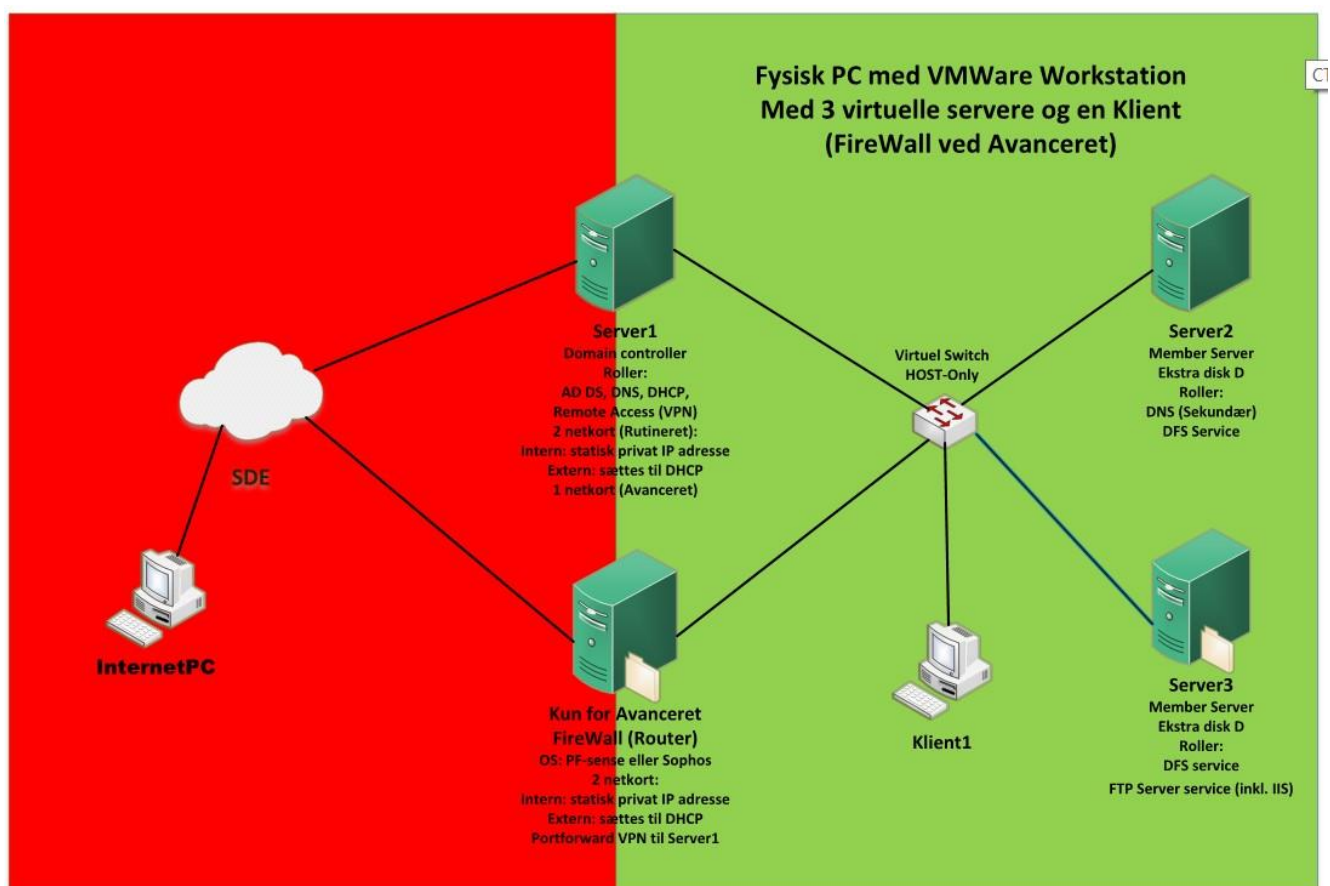 Fysisk PC med VMWare Workstation
Med 3 virtuelle servere og en Klient
(FireWall ved Avanceret)
CT
Server1
Domain controller
Roller:
AD DS, DNS, DHCP,
Remote Access (VPN)
2 netkort (Rutineret):
Intern: statisk privat IP adresse
Extern: sættes til DHCP
1 netkort (Avanceret)
Virtuel Switch
HOST-Only
Server2
Member Server
Ekstra disk D
Roller:
DNS (Sekundær)
DFS Service
SDE
InternetPC
Kun for Avanceret
FireWall (Router)
OS: PF-sense eller Sophos
2 netkort:
Intern: statisk privat IP adresse
Extern: sættes til DHCP
Portforward VPN til Server1
Klient1
Server3
Member Server
Ekstra disk D
Roller:
DFS service
FTP Server service (inkl. IIS)